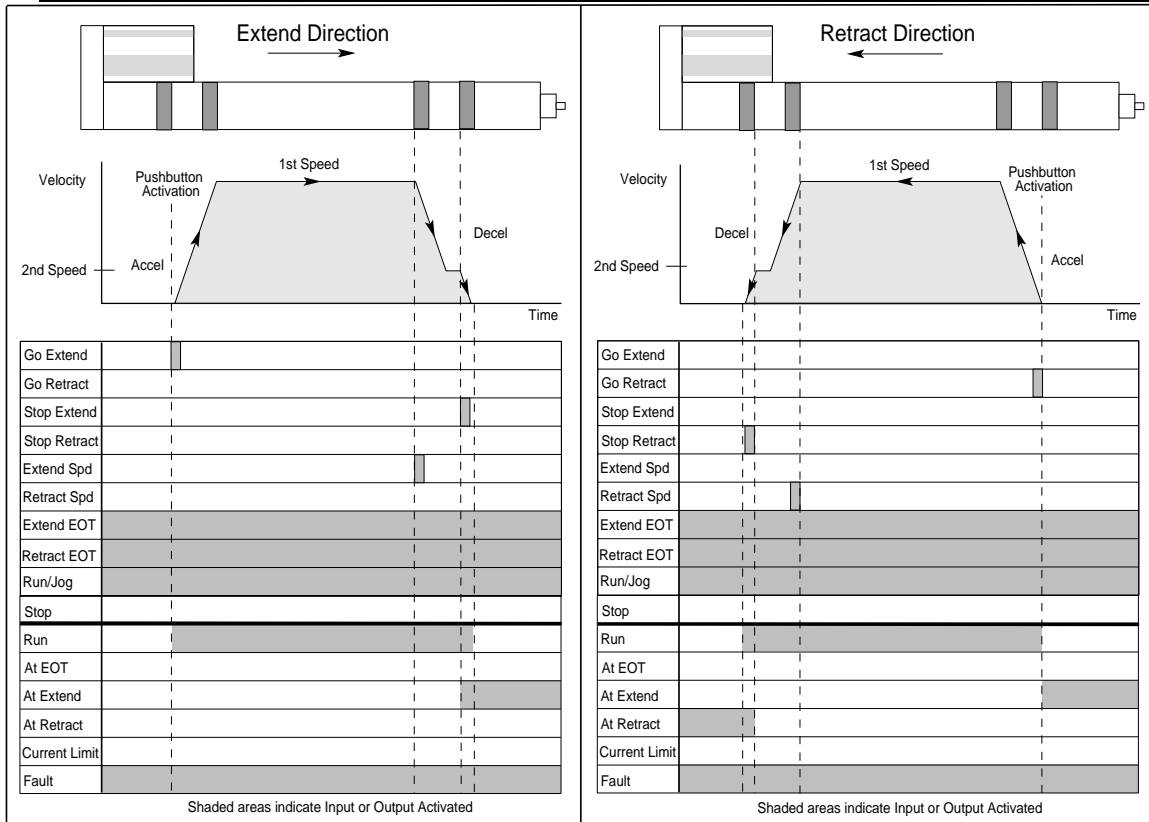 Extend Direction
Velocity
Pushbutton
Activation
1st Speed
Accel
Decel
2nd Speed
Time
Go Extend
Go Retract
Stop Extend
Stop Retract
Extend Spd
Retract Spd
Extend EOT
Retract EOT
Run/Jog
Stop
Run
At EOT
At Extend
At Retract
Current Limit
Fault
Shaded areas indicate Input or Output Activated
Retract Direction
Velocity
1st Speed
Pushbutton
Activation
Decel
Accel
2nd Speed
Time
Go Extend
Go Retract
Stop Extend
Stop Retract
Extend Spd
Retract Spd
Extend EOT
Retract EOT
Run/Jog
Stop
Run
At EOT
At Extend
At Retract
Current Limit
Fault
Shaded areas indicate Input or Output Activated